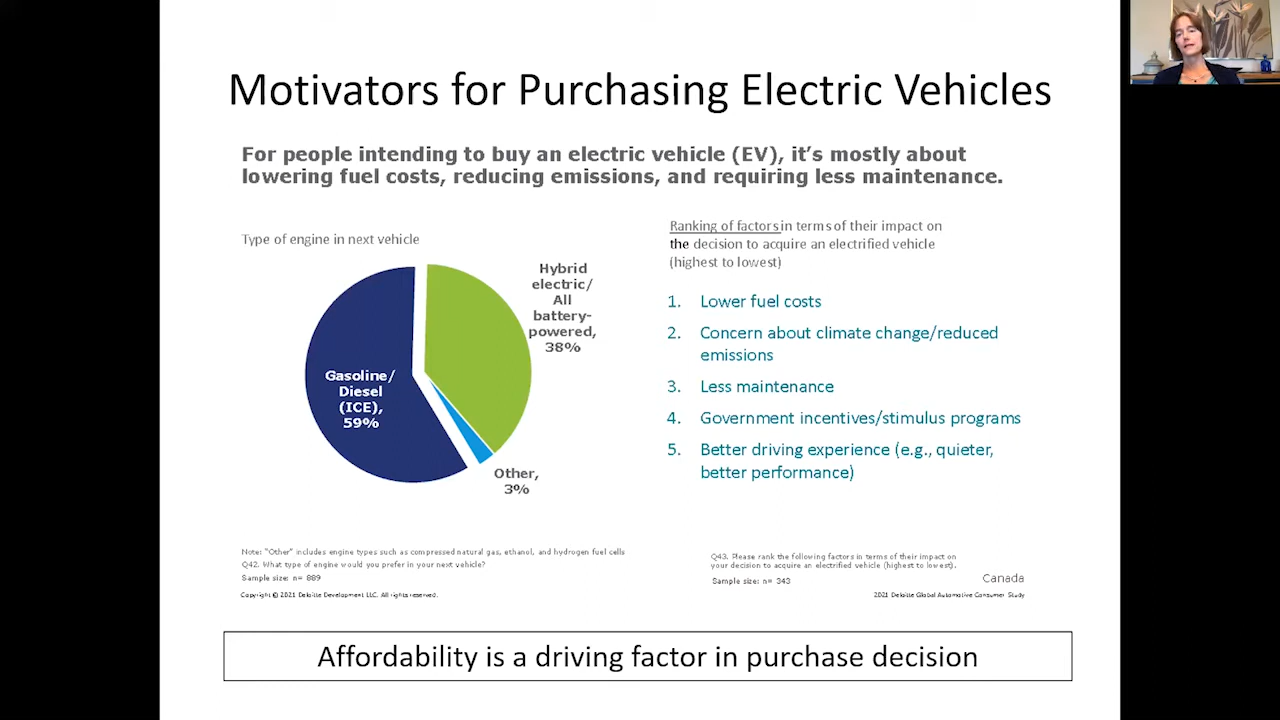 Motivators for Purchasing Electric Vehicles
For people intending to buy an electric vehicle (EV), it's mostly about
lowering fuel costs, reducing emissions, and requiring less maintenance.
Type of engine in next vehicle
Hybrid
electric/
All
battery-
powered,
38%
Gasoline/
Diesel
(ICE),
59%
Other,
3%
Note: "Other" includes engine types such as compressed natural gas, ethanol, and hydrogen fuel cells
Q42. What type of engine would you prefer in your next vehicle?
Sample size: n= 889
Copyright © 2021 Deloitte Development LLC. All rights reserved.
Ranking of factors in terms of their impact on
the decision to acquire an electrified vehicle
(highest to lowest)
1. Lower fuel costs
2. Concern about climate change/reduced
emissions
3. Less maintenance
4. Government incentives/stimulus programs
5. Better driving experience (e.g., quieter,
better performance)
Q43. Please rank the following factors in terms of their impact on
your decision to acquire an electrified vehicle (highest to lowest).
Sample size: n= 343
Canada
2021 Deloitte Global Automotive Consumer Study
Affordability is a driving factor in purchase decision